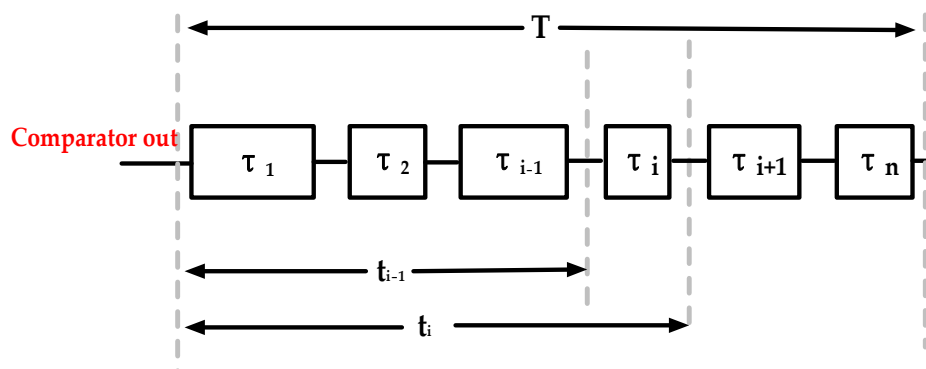 T
Comparator out
τ 1 τ 2 τ i-1 τ i τ i+1 τ n
ti-1
ti